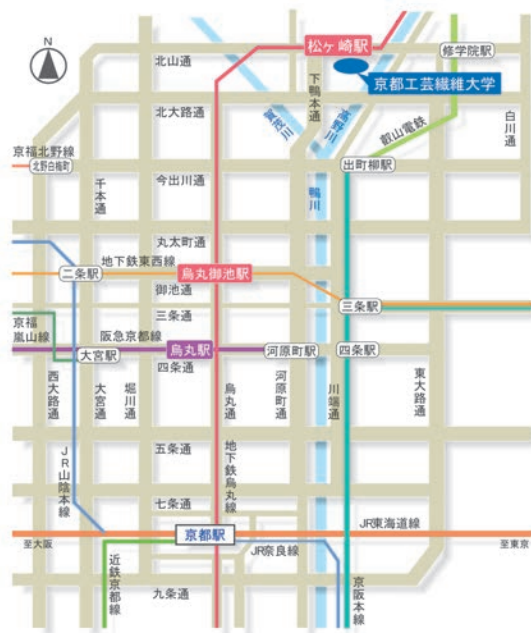 N
松ヶ崎駅
修学院駅
北山通
京都工芸繊維大学
下鴨本通
高野川
賀茂川
北大路通
叡山電鉄
白川通
京福北野線
北野白梅町
出町柳駅
千本通
今出川通
鴨川
丸太町通
地下鉄東西線
二条駅
烏丸御池駅
御池通
三条駅
三条通
京福
嵐山線
阪急京都線
大宮駅
烏丸駅
河原町駅
四条駅
四条通
西大路通
大宮通
堀川通
烏丸通
河原町通
川端通
東大路通
JR山陰本線
五条通
地下鉄烏丸線
七条通
京都駅
JR東海道線
至大阪
至東京
JR奈良線
近鉄京都線
九条通
京阪本線